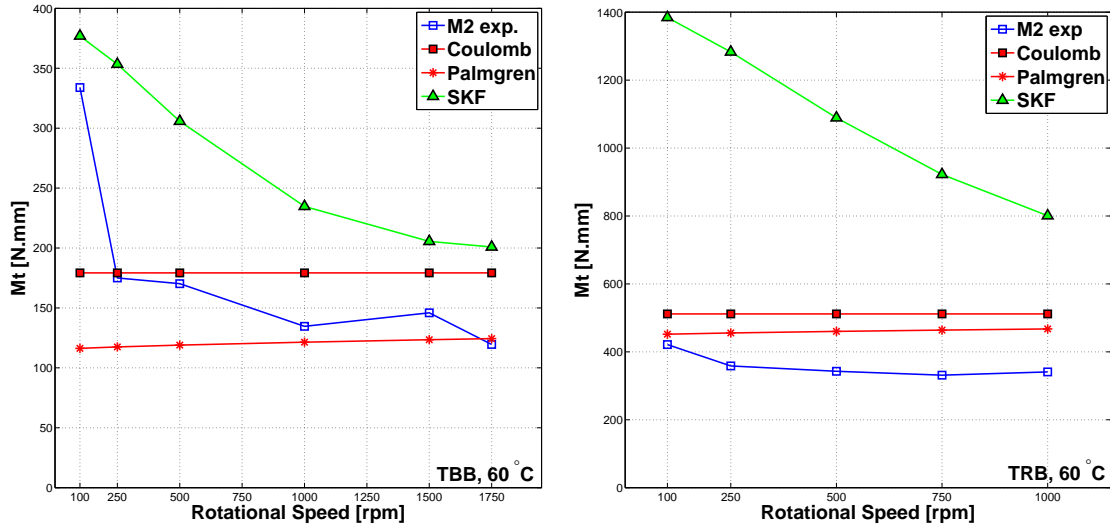 400
350
300
250
200
150
100
50
0
Mt [N.mm]
M2 exp.
Coulomb
Palmgren
SKF
TBB, 60 °C
100 250 500 1000 1500 1750
Rotational Speed [rpm]
1400
1200
1000
800
600
400
200
0
Mt [N.mm]
M2 exp
Coulomb
Palmgren
SKF
TRB, 60 °C
100 250 500 750 1000
Rotational Speed [rpm]